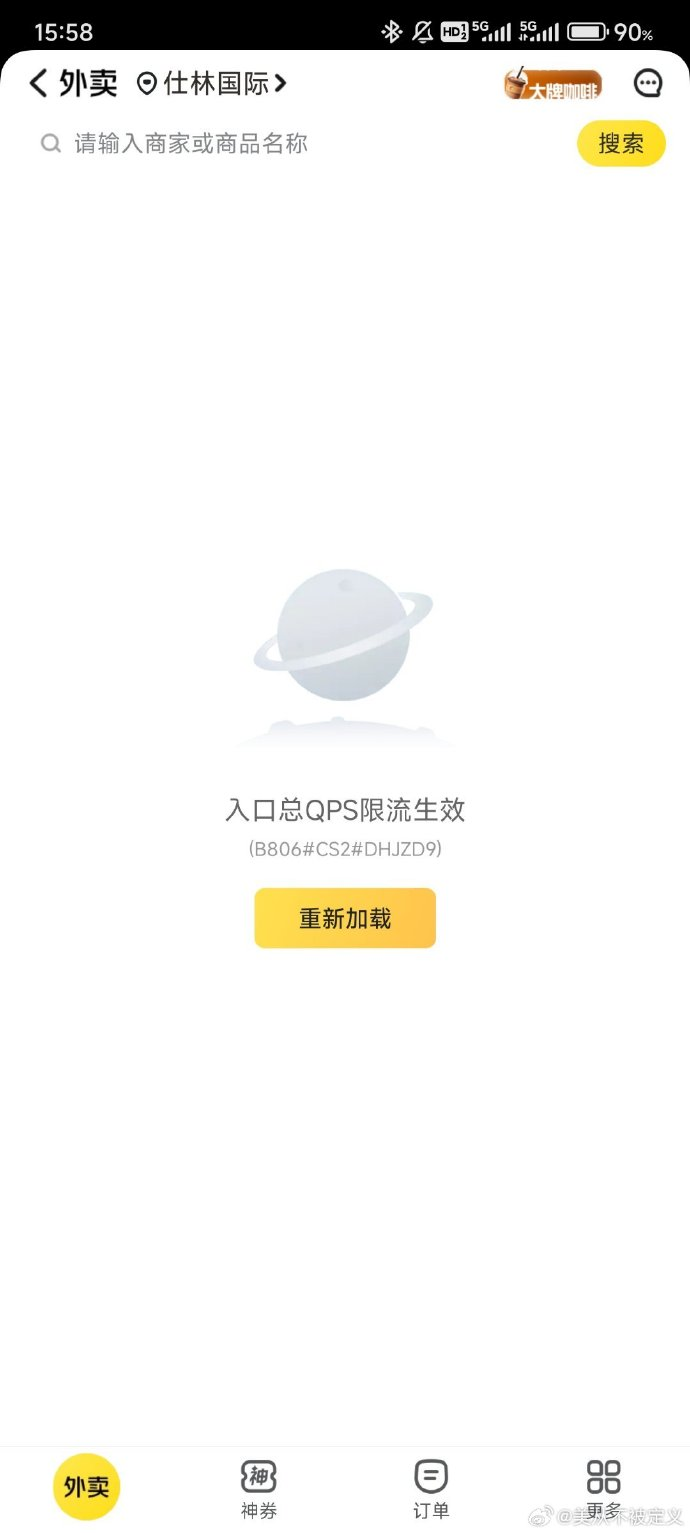 15:58
HD 1 2 5G 5G 90%
外卖 仕林国际 大牌咖啡
请输入商家或商品名称 搜索
入口总QPS限流生效
(B806#CS2#DHJZD9)
重新加载
外卖 神 神券 订单 更多
@美从不被定义